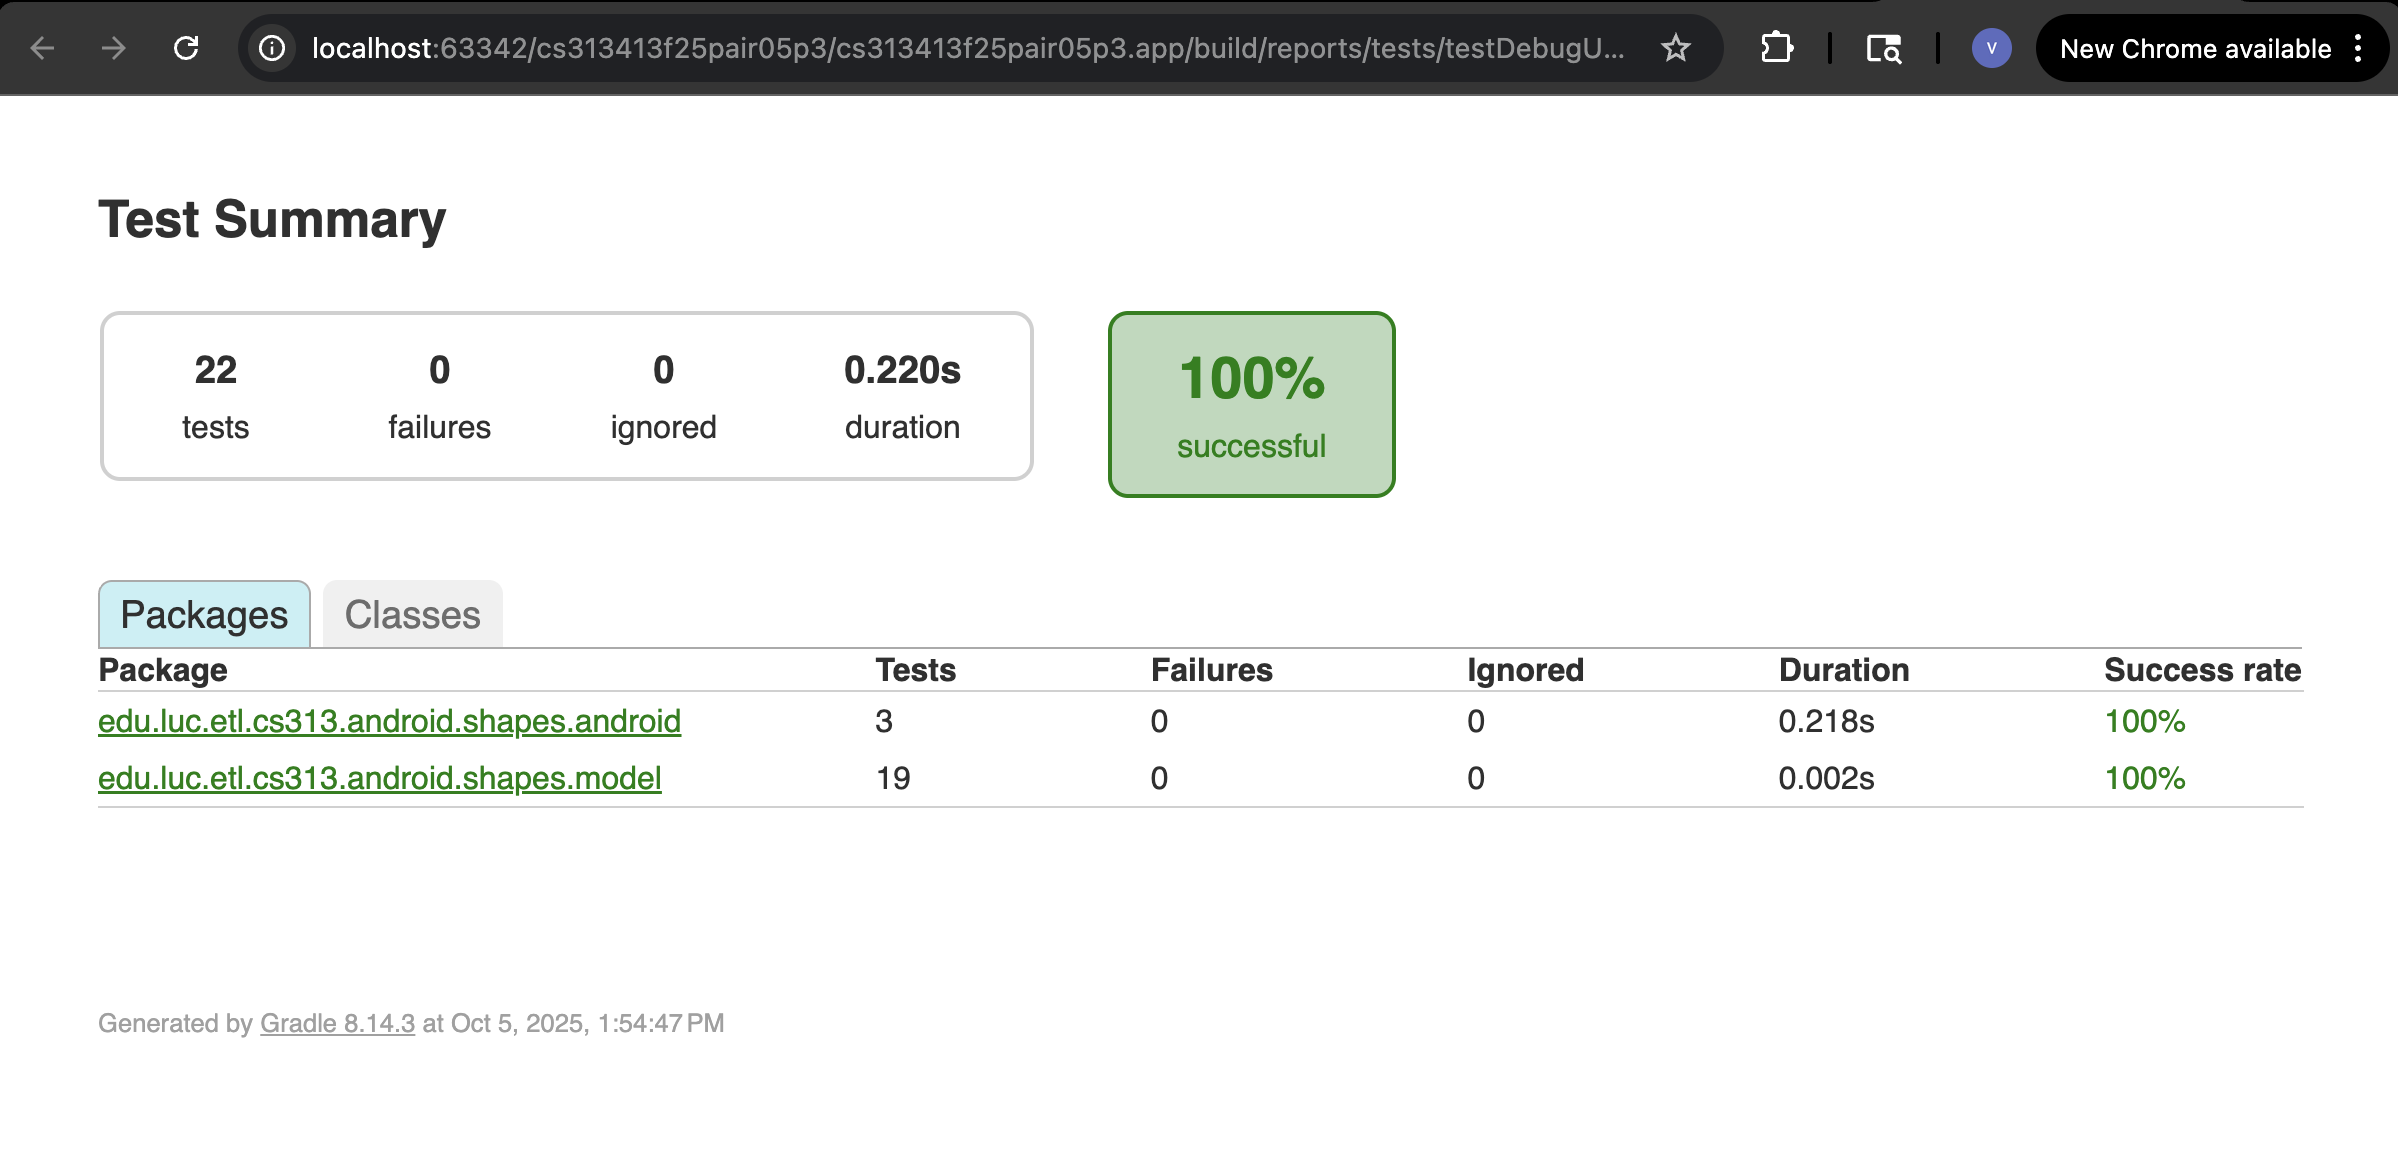 localhost:63342/cs313413f25pair05p3/cs313413f25pair05p3.app/build/reports/tests/testDebugU...
V
New Chrome available
Test Summary
22 0 0 0.220s
tests failures ignored duration
100%
successful
Packages Classes
Package Tests Failures Ignored Duration Success rate
edu.luc.etl.cs313.android.shapes.android 3 0 0 0.218s 100%
edu.luc.etl.cs313.android.shapes.model 19 0 0 0.002s 100%
Generated by Gradle 8.14.3 at Oct 5, 2025, 1:54:47 PM